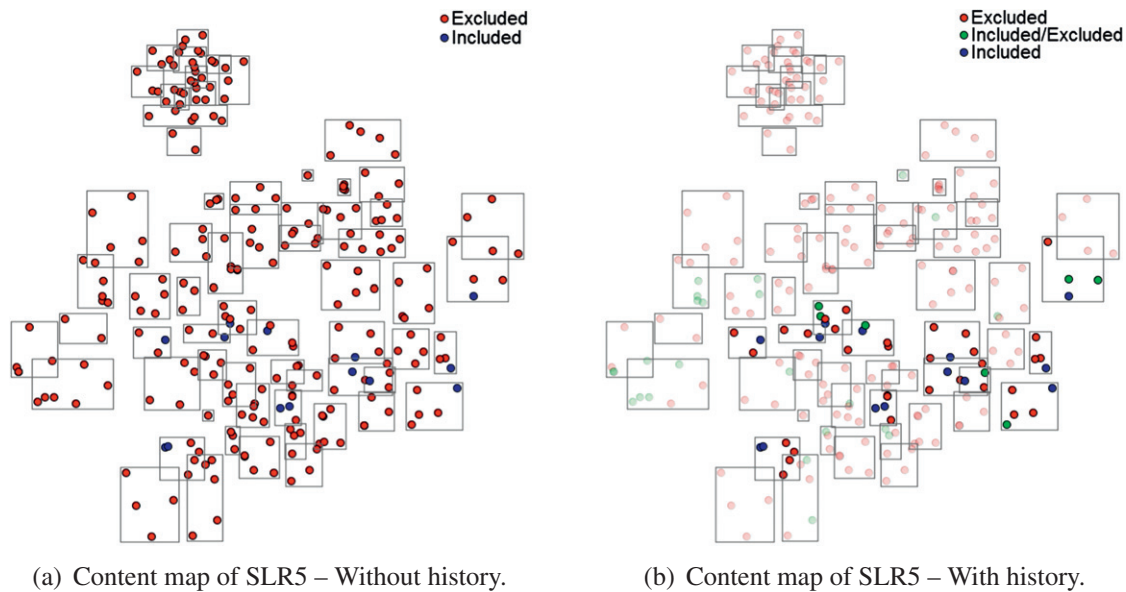 Excluded
Included
Excluded
Included/Excluded
Included
(a) Content map of SLR5 – Without history.
(b) Content map of SLR5 – With history.